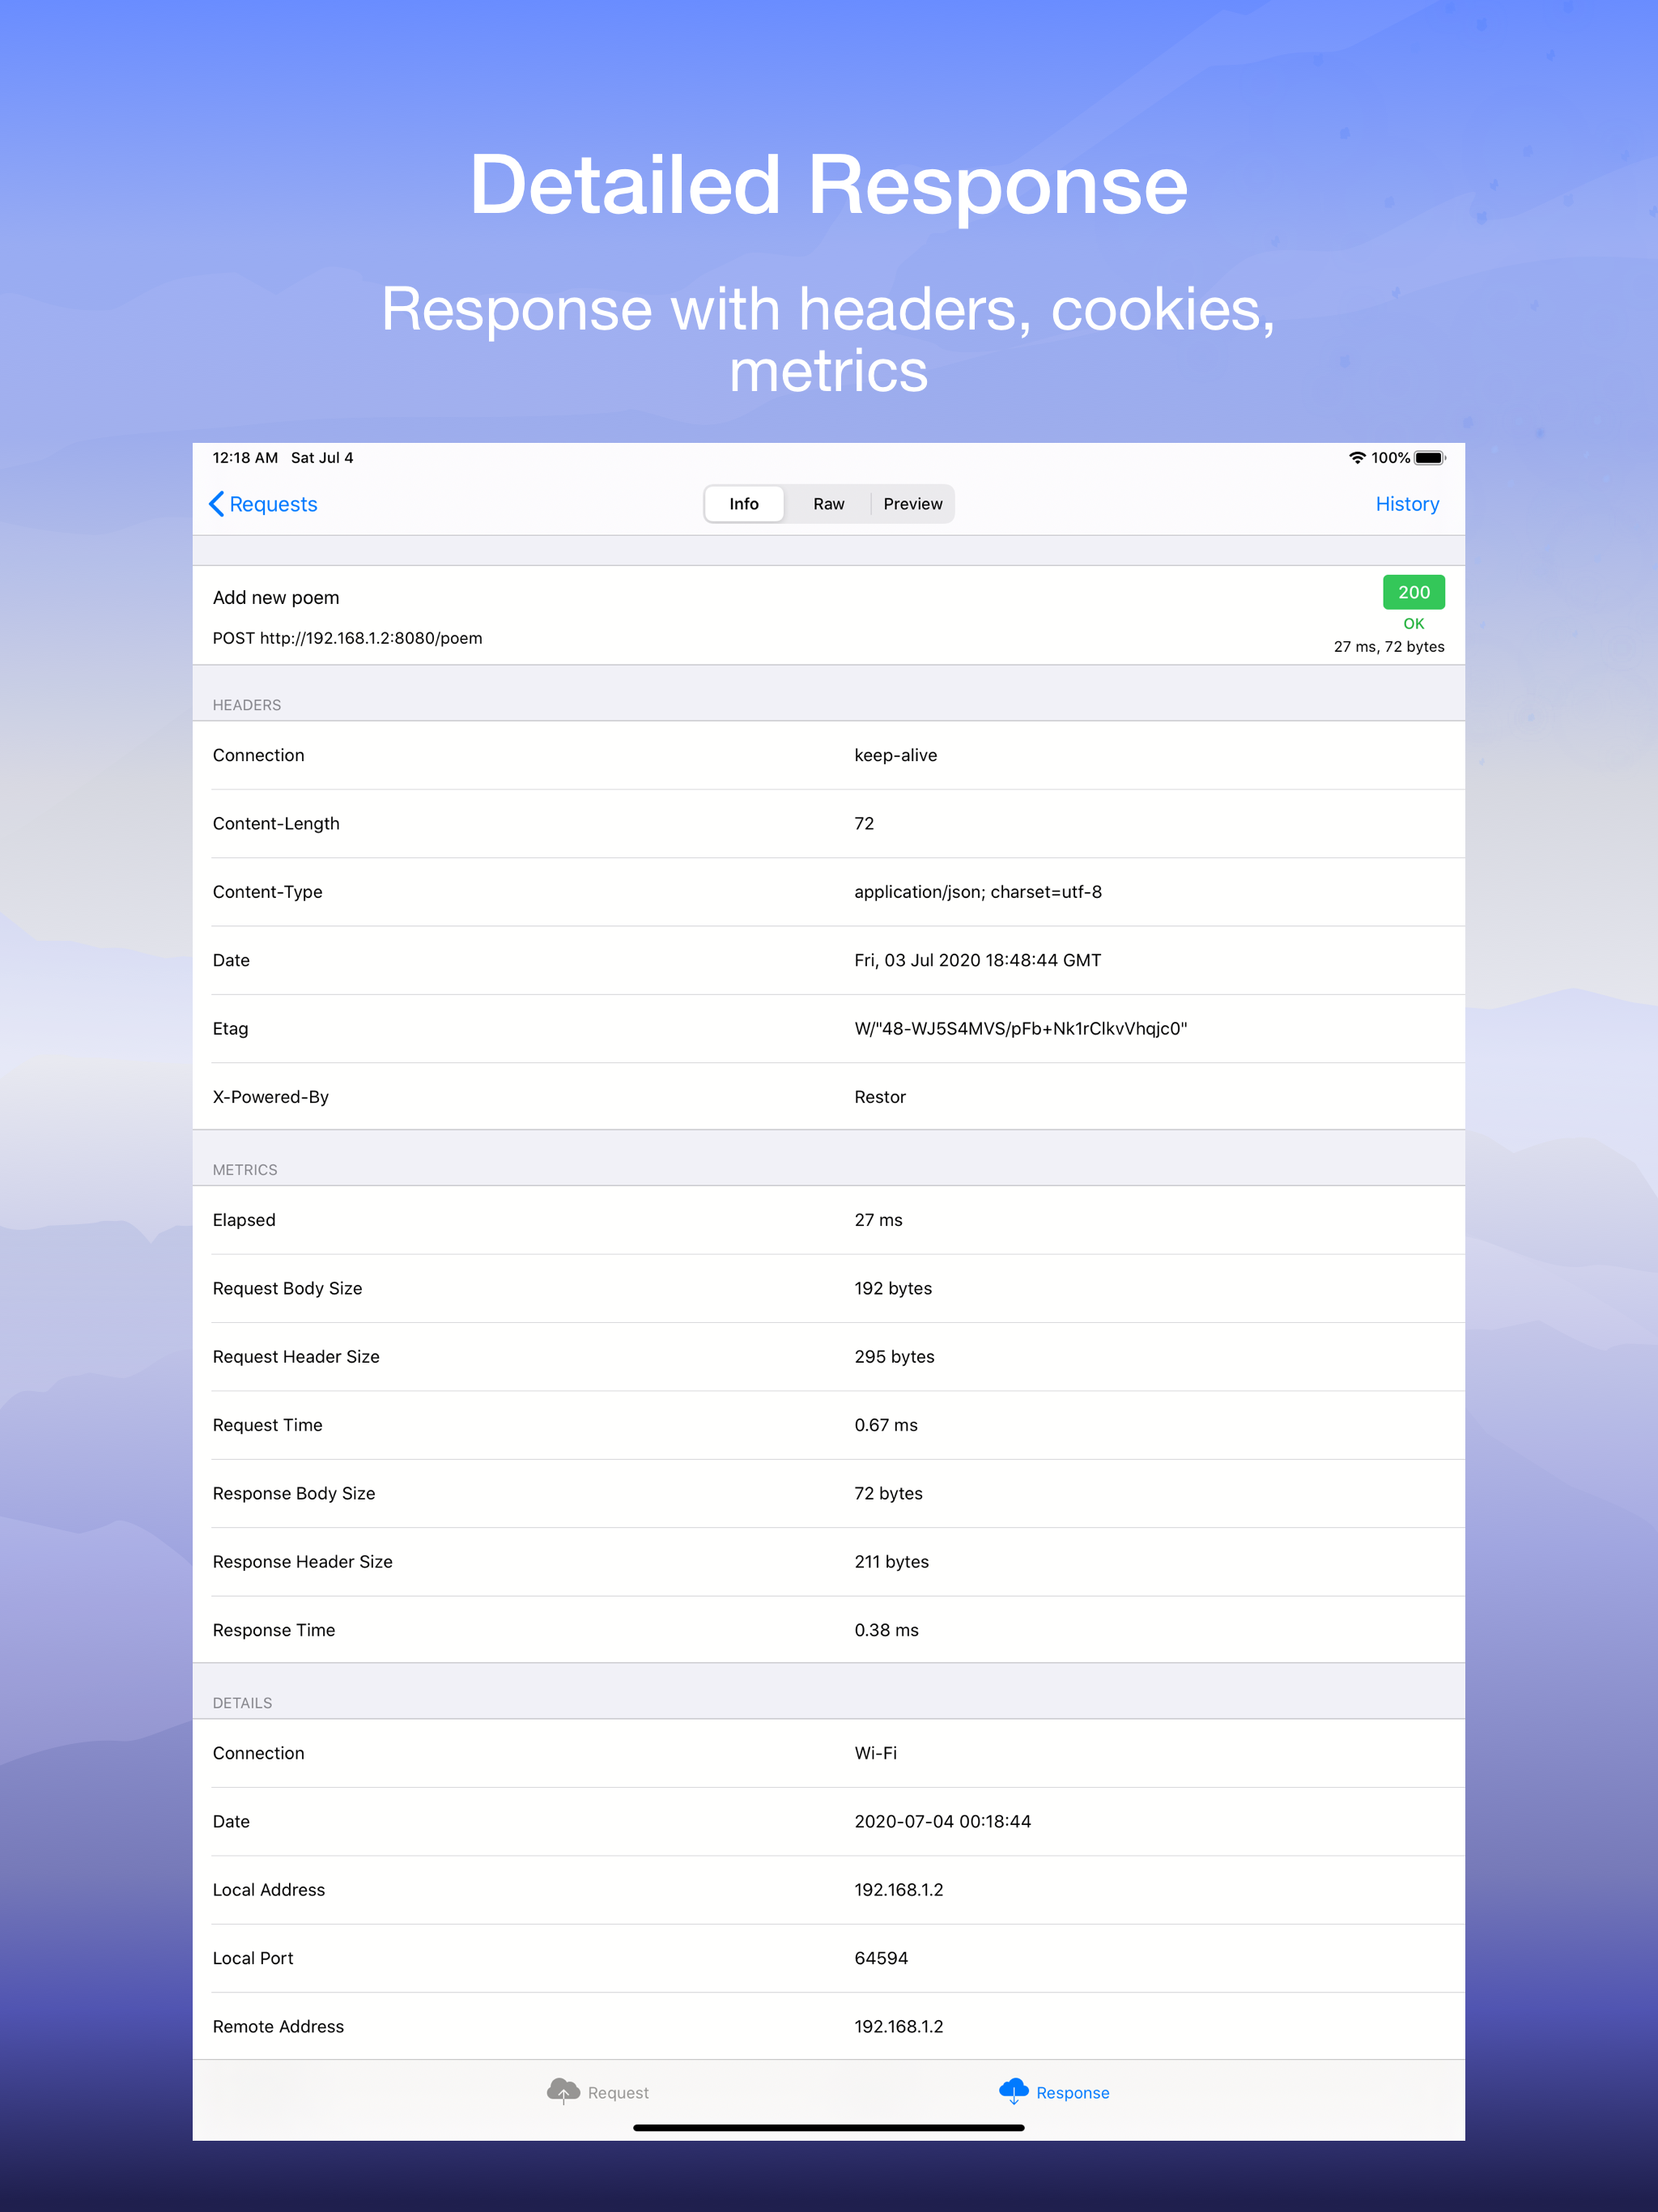 Detailed Response
Response with headers, cookies,
metrics
12:18 AM Sat Jul 4
100%
Requests
Info
Raw
Preview
History
Add new poem
200
OK
POST http://192.168.1.2:8080/poem
27 ms, 72 bytes
HEADERS
Connection keep-alive
Content-Length 72
Content-Type application/json; charset=utf-8
Date Fri, 03 Jul 2020 18:48:44 GMT
Etag W/"48-WJ5S4MVS/pFb+Nk1rClkvVhqjc0"
X-Powered-By Restor
METRICS
Elapsed 27 ms
Request Body Size 192 bytes
Request Header Size 295 bytes
Request Time 0.67 ms
Response Body Size 72 bytes
Response Header Size 211 bytes
Response Time 0.38 ms
DETAILS
Connection Wi-Fi
Date 2020-07-04 00:18:44
Local Address 192.168.1.2
Local Port 64594
Remote Address 192.168.1.2
Request
Response